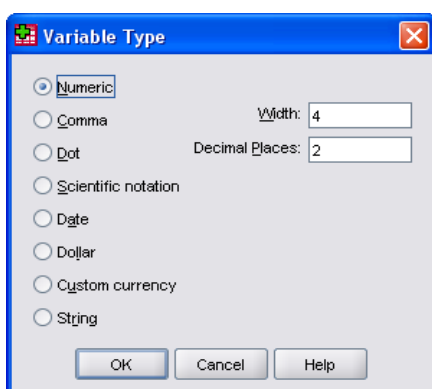 Variable Type
Numeric
Comma
Width: 4
Dot
Decimal Places: 2
Scientific notation
Date
Dollar
Custom currency
String
OK Cancel Help